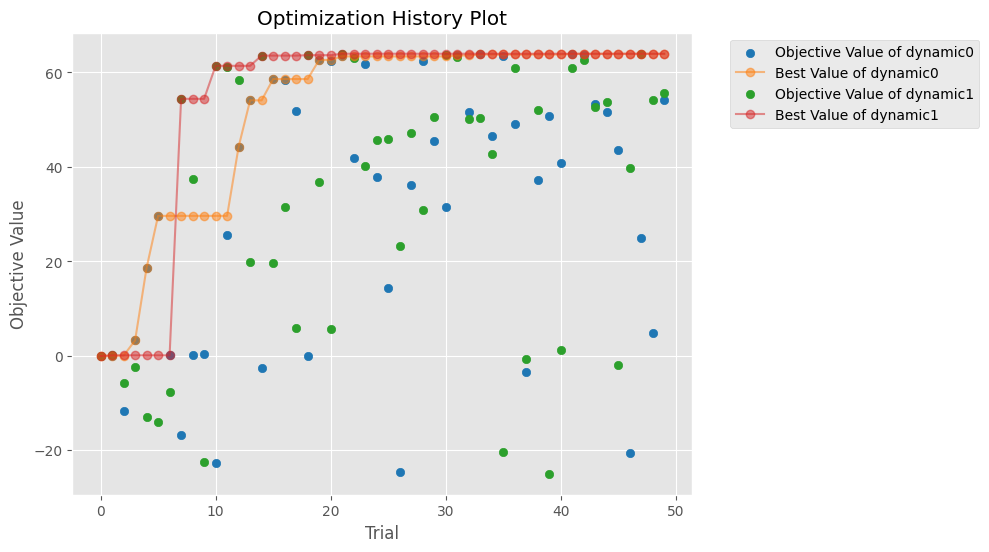 Optimization History Plot
Objective Value of dynamic0
Best Value of dynamic0
Objective Value of dynamic1
Best Value of dynamic1
Objective Value
60
40
20
0
−20
0
10
20
30
40
50
Trial